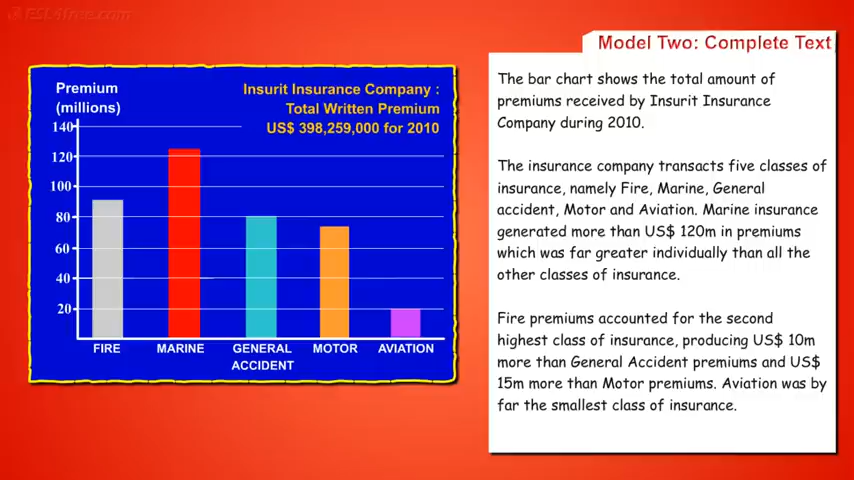 ESL4free.com
Model Two: Complete Text
Premium
(millions)
Insurit Insurance Company :
Total Written Premium
US$ 398,259,000 for 2010
140
120
100
80
60
40
20
FIRE
MARINE
GENERAL
ACCIDENT
MOTOR
AVIATION
The bar chart shows the total amount of
premiums received by Insurit Insurance
Company during 2010.
The insurance company transacts five classes of
insurance, namely Fire, Marine, General
accident, Motor and Aviation. Marine insurance
generated more than US$ 120m in premiums
which was far greater individually than all the
other classes of insurance.
Fire premiums accounted for the second
highest class of insurance, producing US$ 10m
more than General Accident premiums and US$
15m more than Motor premiums. Aviation was by
far the smallest class of insurance.